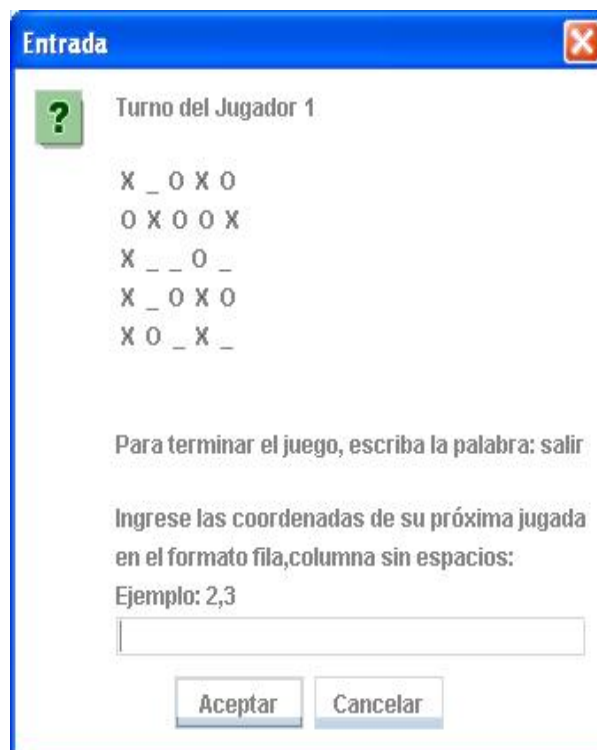 Entrada
?
Turno del Jugador 1
X _ O X O
O X O O X
X _ _ O _
X _ O X O
X O _ X _
Para terminar el juego, escriba la palabra: salir
Ingrese las coordenadas de su próxima jugada
en el formato fila,columna sin espacios:
Ejemplo: 2,3
Aceptar Cancelar